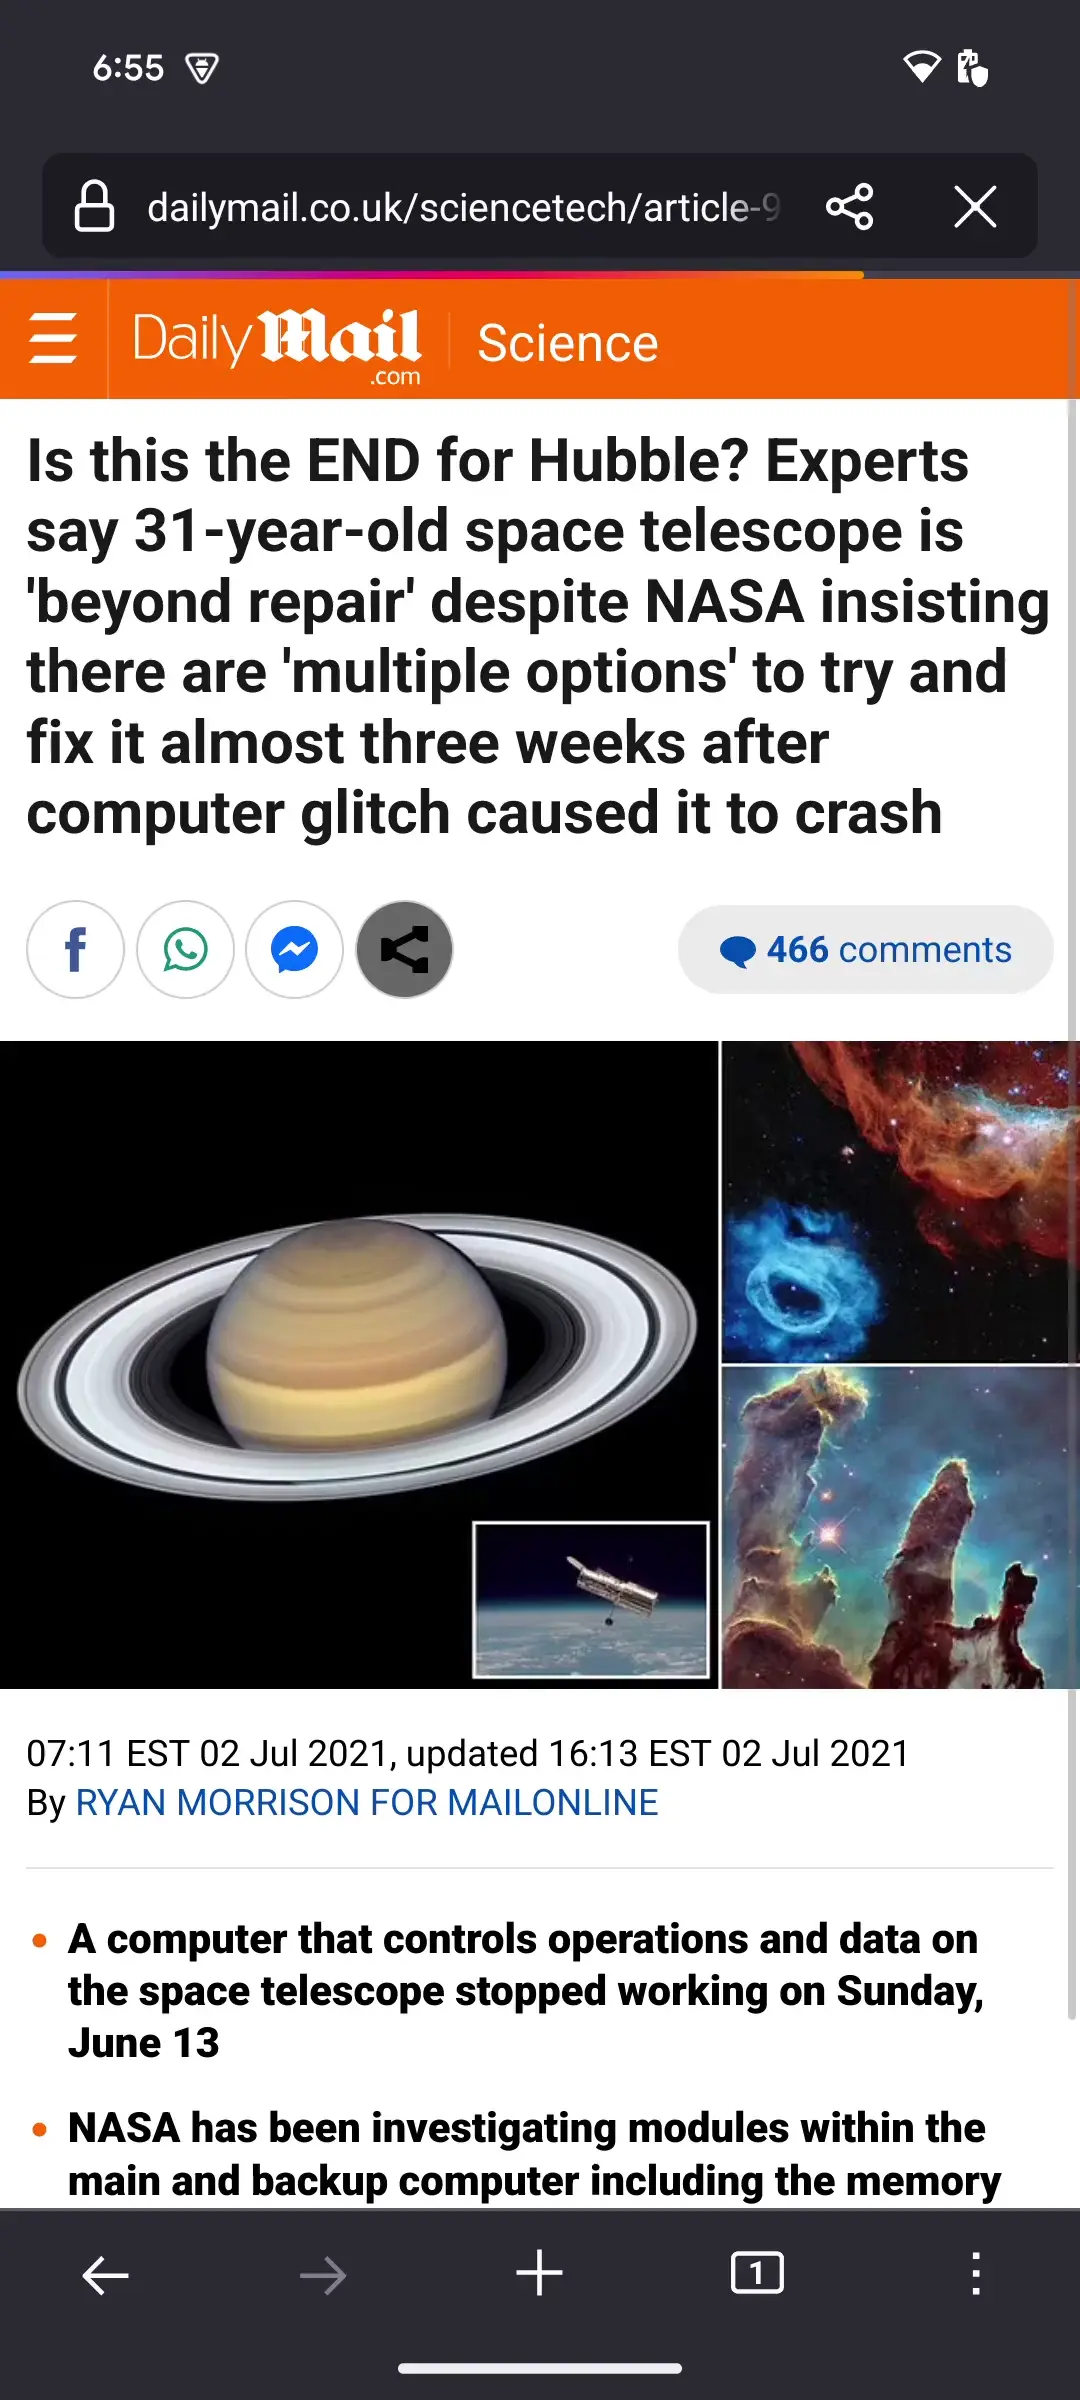 6:55
dailymail.co.uk/sciencetech/article-9
Daily Mail
.com
Science
Is this the END for Hubble? Experts
say 31-year-old space telescope is
'beyond repair' despite NASA insisting
there are 'multiple options' to try and
fix it almost three weeks after
computer glitch caused it to crash
466 comments
07:11 EST 02 Jul 2021, updated 16:13 EST 02 Jul 2021
By RYAN MORRISON FOR MAILONLINE
A computer that controls operations and data on
the space telescope stopped working on Sunday,
June 13
NASA has been investigating modules within the
main and backup computer including the memory
1